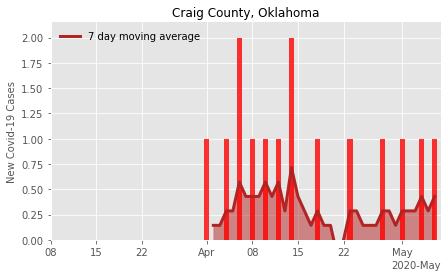 Craig County, Oklahoma
7 day moving average
New Covid-19 Cases
2.00
1.75
1.50
1.25
1.00
0.75
0.50
0.25
0.00
08 15 22 Apr 08 15 22 May
2020-May